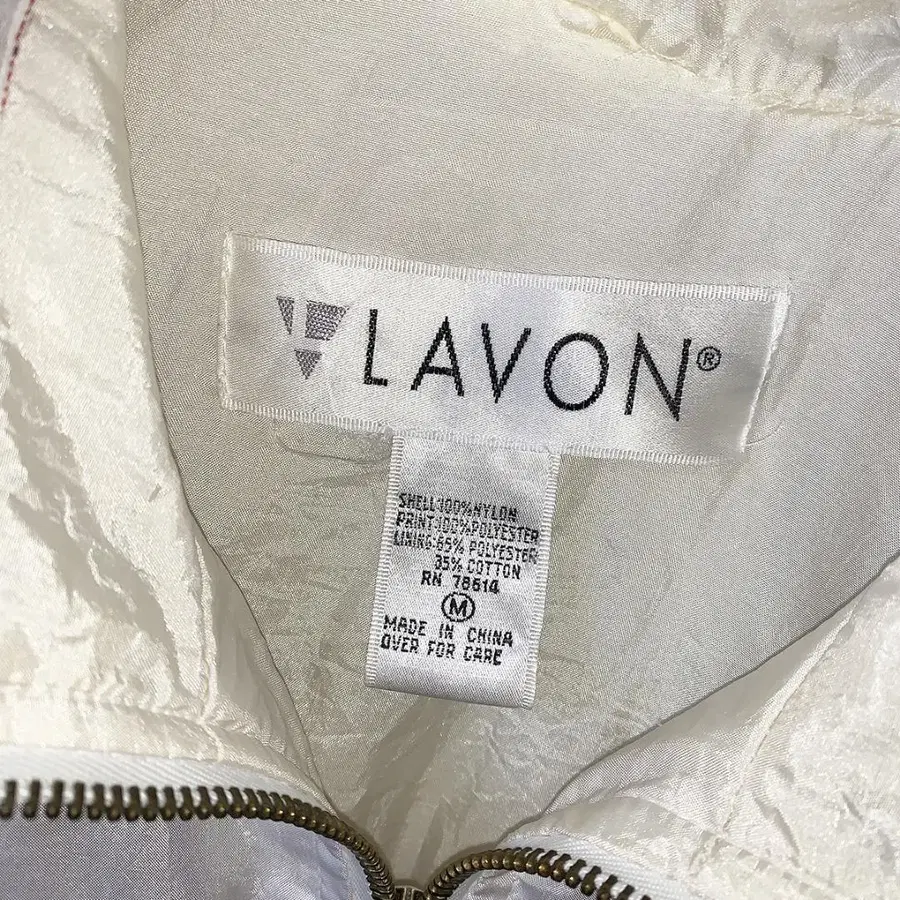 LAVON®
SHELL:100%NYLON
PRINT:100%POLYESTER
LINING:65% POLYESTER
35% COTTON
RN 78614
M
MADE IN CHINA
OVER FOR CARE